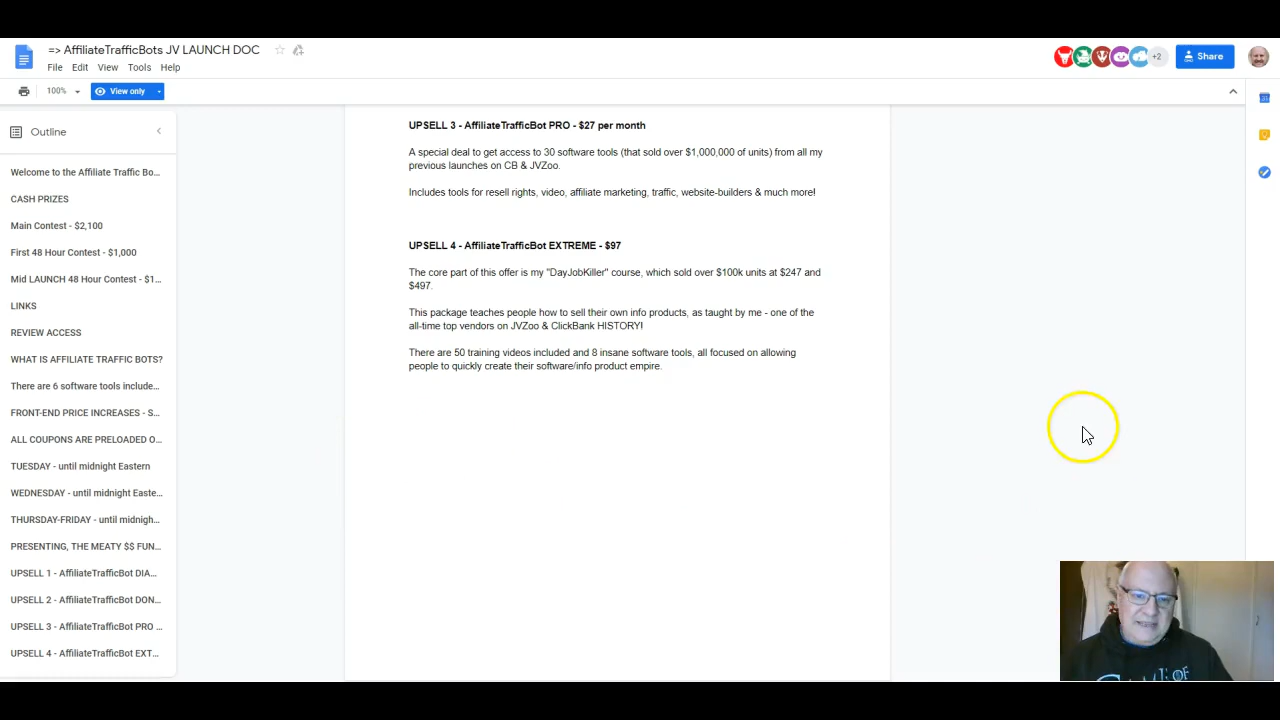 => AffiliateTrafficBots JV LAUNCH DOC
File Edit View Tools Help
+2
Share
100%
View only
Outline
Welcome to the Affiliate Traffic Bo...
CASH PRIZES
Main Contest - $2,100
First 48 Hour Contest - $1,000
Mid LAUNCH 48 Hour Contest - $1...
LINKS
REVIEW ACCESS
WHAT IS AFFILIATE TRAFFIC BOTS?
There are 6 software tools include...
FRONT-END PRICE INCREASES - S...
ALL COUPONS ARE PRELOADED O...
TUESDAY - until midnight Eastern
WEDNESDAY - until midnight Easte...
THURSDAY-FRIDAY - until midnigh...
PRESENTING, THE MEATY $$ FUN...
UPSELL 1 - AffiliateTrafficBot DIA...
UPSELL 2 - AffiliateTrafficBot DON...
UPSELL 3 - AffiliateTrafficBot PRO ...
UPSELL 4 - AffiliateTrafficBot EXT...
UPSELL 3 - AffiliateTrafficBot PRO - $27 per month
A special deal to get access to 30 software tools (that sold over $1,000,000 of units) from all my
previous launches on CB & JVZoo.
Includes tools for resell rights, video, affiliate marketing, traffic, website-builders & much more!
UPSELL 4 - AffiliateTrafficBot EXTREME - $97
The core part of this offer is my "DayJobKiller" course, which sold over $100k units at $247 and
$497.
This package teaches people how to sell their own info products, as taught by me - one of the
all-time top vendors on JVZoo & ClickBank HISTORY!
There are 50 training videos included and 8 insane software tools, all focused on allowing
people to quickly create their software/info product empire.
OF